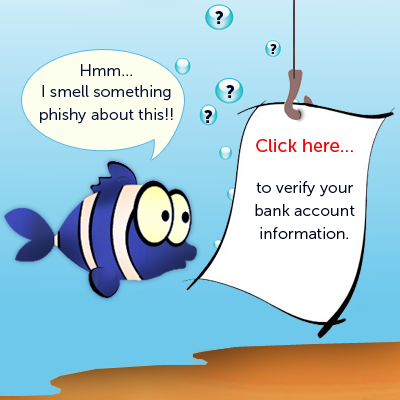 ?
?
?
?
Hmm...
I smell something
phishy about this!!
Click here...
to verify your
bank account
information.